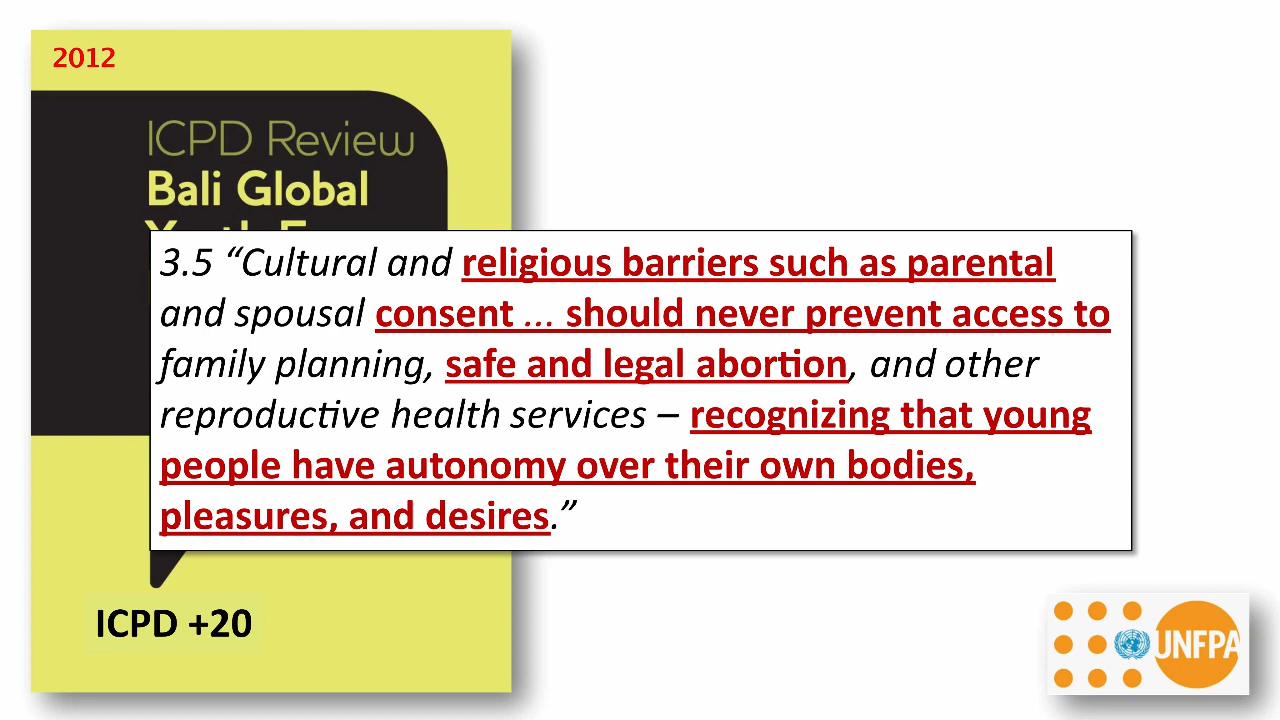 2012
ICPD Review
Bali Global
3.5 “Cultural and religious barriers such as parental
and spousal consent ... should never prevent access to
family planning, safe and legal abortion, and other
reproductive health services – recognizing that young
people have autonomy over their own bodies,
pleasures, and desires.”
ICPD +20
UNFPA